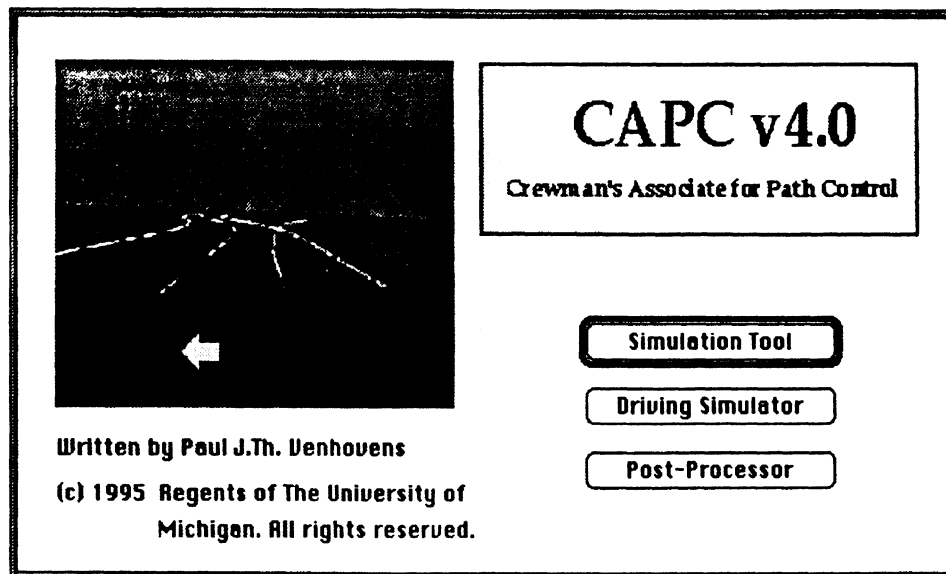 CAPC v4.0
Crewman's Associate for Path Control
Simulation Tool
Driving Simulator
Post-Processor
Written by Paul J.Th. Venhovens
(c) 1995 Regents of The University of
Michigan. All rights reserved.